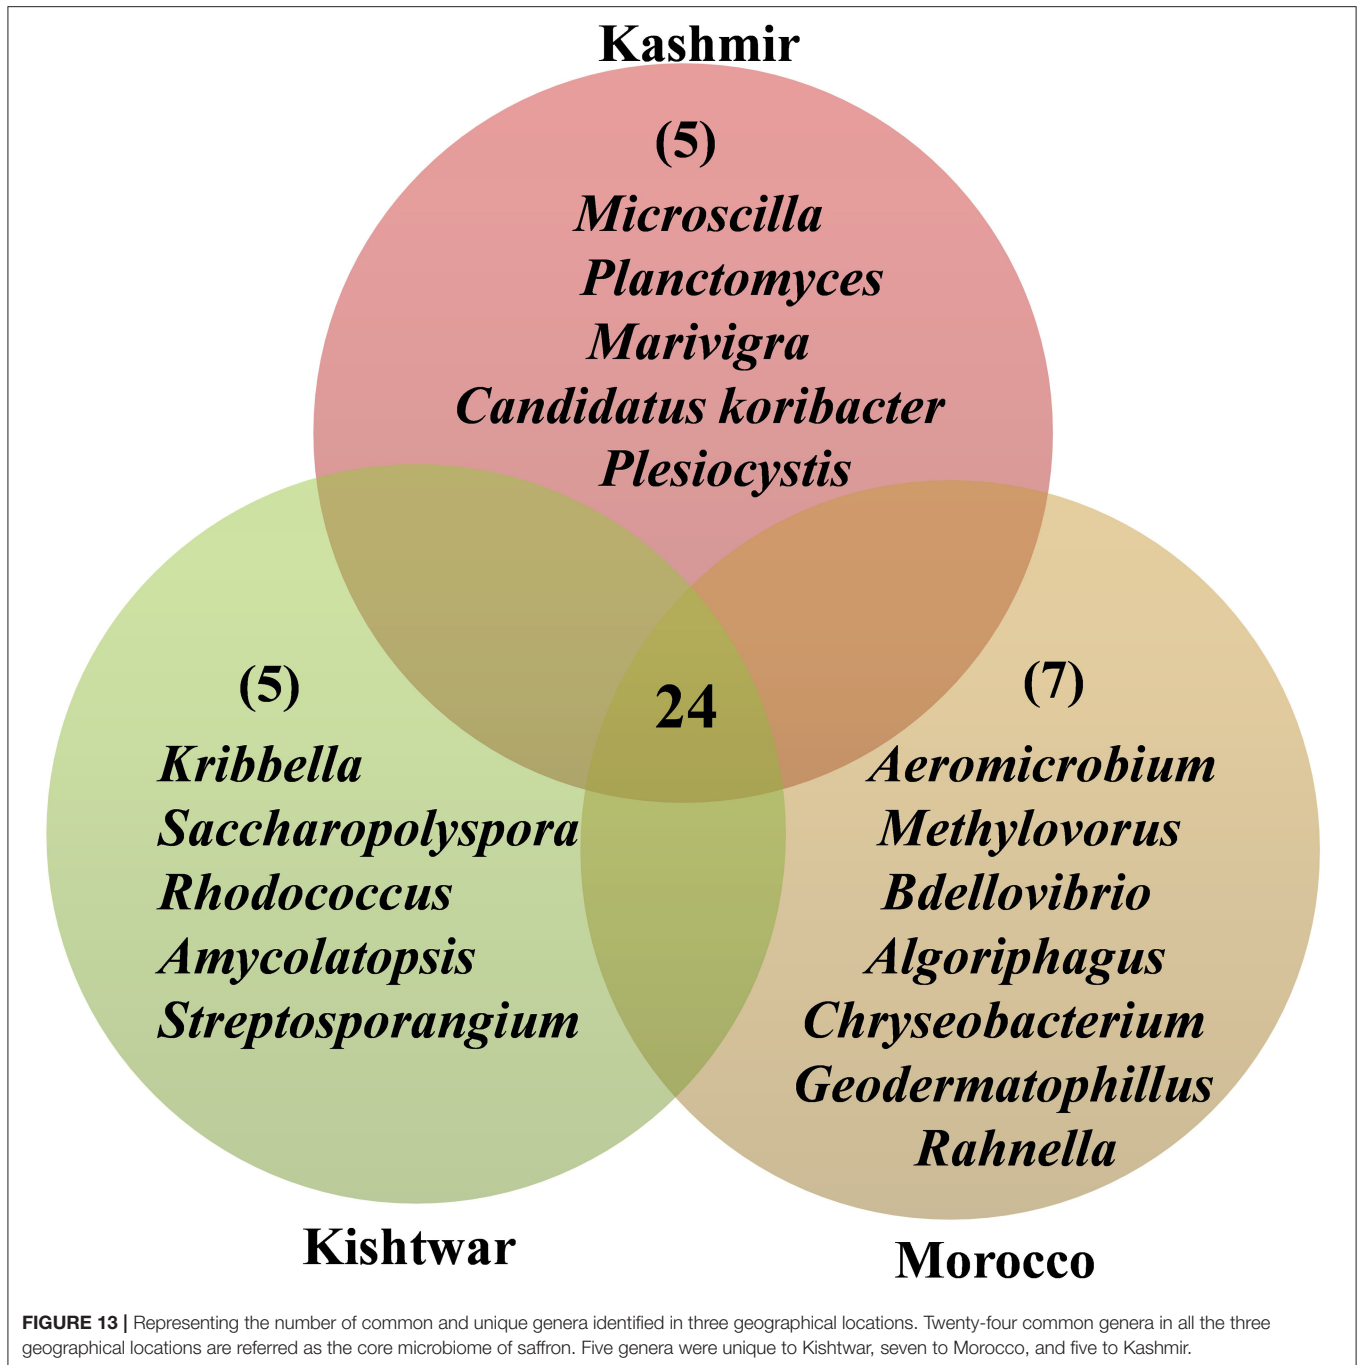 Kashmir
(5)
Microscilla
Planctomyces
Marivigra
Candidatus koribacter
Plesiocystis
(5)
Kribbella
Saccharopolyspora
Rhodococcus
Amycolatopsis
Streptosporangium
24
(7)
Aeromicrobium
Methylovorus
Bdellovibrio
Algoriphagus
Chryseobacterium
Geodermatophillus
Rahnella
Kishtwar
Morocco
FIGURE 13 | Representing the number of common and unique genera identified in three geographical locations. Twenty-four common genera in all the three
geographical locations are referred as the core microbiome of saffron. Five genera were unique to Kishtwar, seven to Morocco, and five to Kashmir.